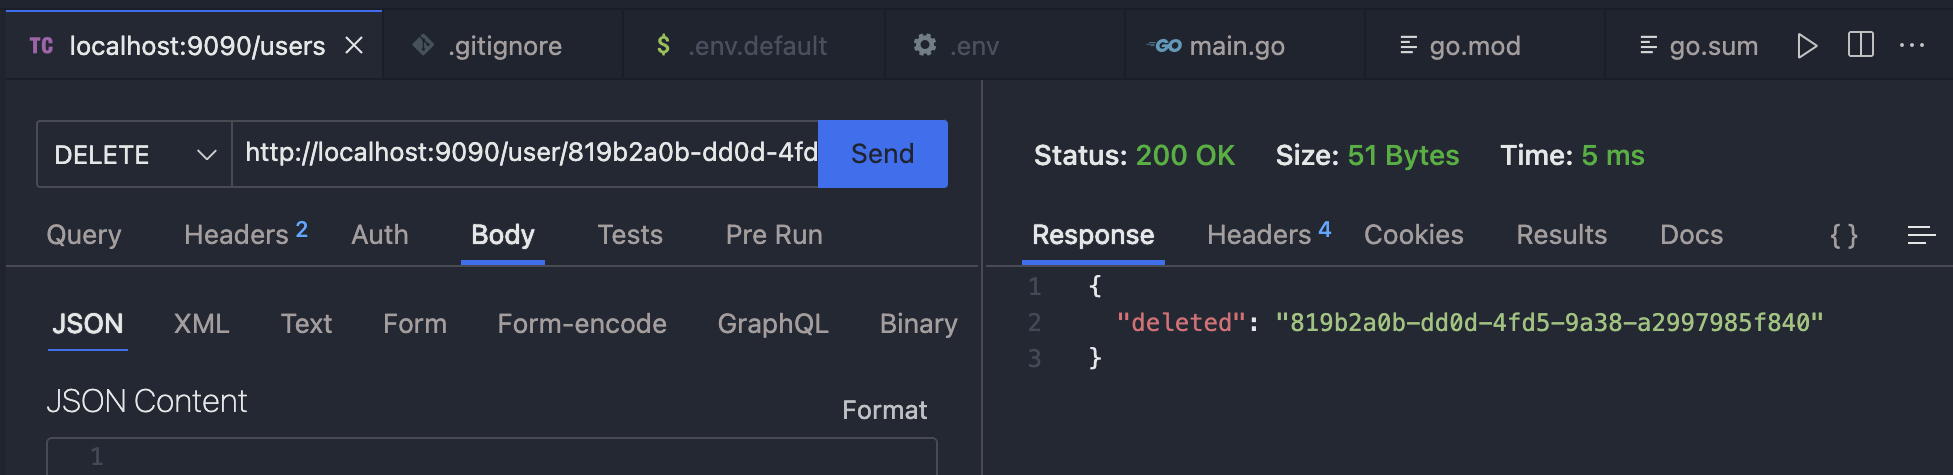 TC localhost:9090/users .gitignore $ .env.default .env GO main.go go.mod go.sum
DELETE http://localhost:9090/user/819b2a0b-dd0d-4fd Send
Status: 200 OK Size: 51 Bytes Time: 5 ms
Query Headers 2 Auth Body Tests Pre Run
Response Headers 4 Cookies Results Docs { }
JSON XML Text Form Form-encode GraphQL Binary
JSON Content
Format
1
1 {
2 "deleted": "819b2a0b-dd0d-4fd5-9a38-a2997985f840"
3 }